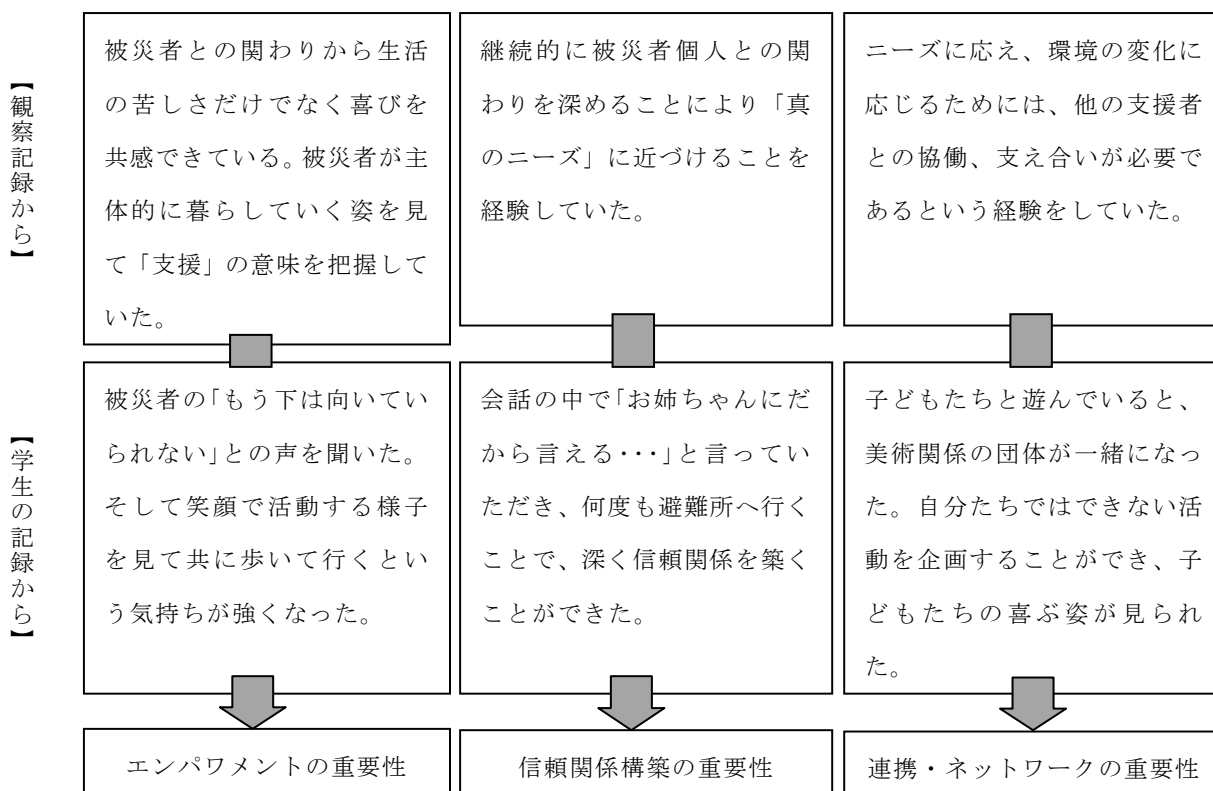 【観察記録から】
被災者との関わりから生活
の苦しさだけでなく喜びを
共感できている。被災者が主
体的に暮らしていく姿を見
て「支援」の意味を把握して
いた。
継続的に被災者個人との関
わりを深めることにより「真
のニーズ」に近づけることを
経験していた。
ニーズに応え、環境の変化に
応じるためには、他の支援者
との協働、支え合いが必要で
あるという経験をしていた。
【学生の記録から】
被災者の「もう下は向いてい
られない」との声を聞いた。
そして笑顔で活動する様子
を見て共に歩いて行くとい
う気持ちが強くなった。
会話の中で「お姉ちゃんにだ
から言える・・・」と言ってい
ただき、何度も避難所へ行く
ことで、深く信頼関係を築く
ことができた。
子どもたちと遊んでいると、
美術関係の団体が一緒になっ
た。自分たちではできない活
動を企画することができ、子
どもたちの喜ぶ姿が見られ
た。
エンパワメントの重要性
信頼関係構築の重要性
連携・ネットワークの重要性